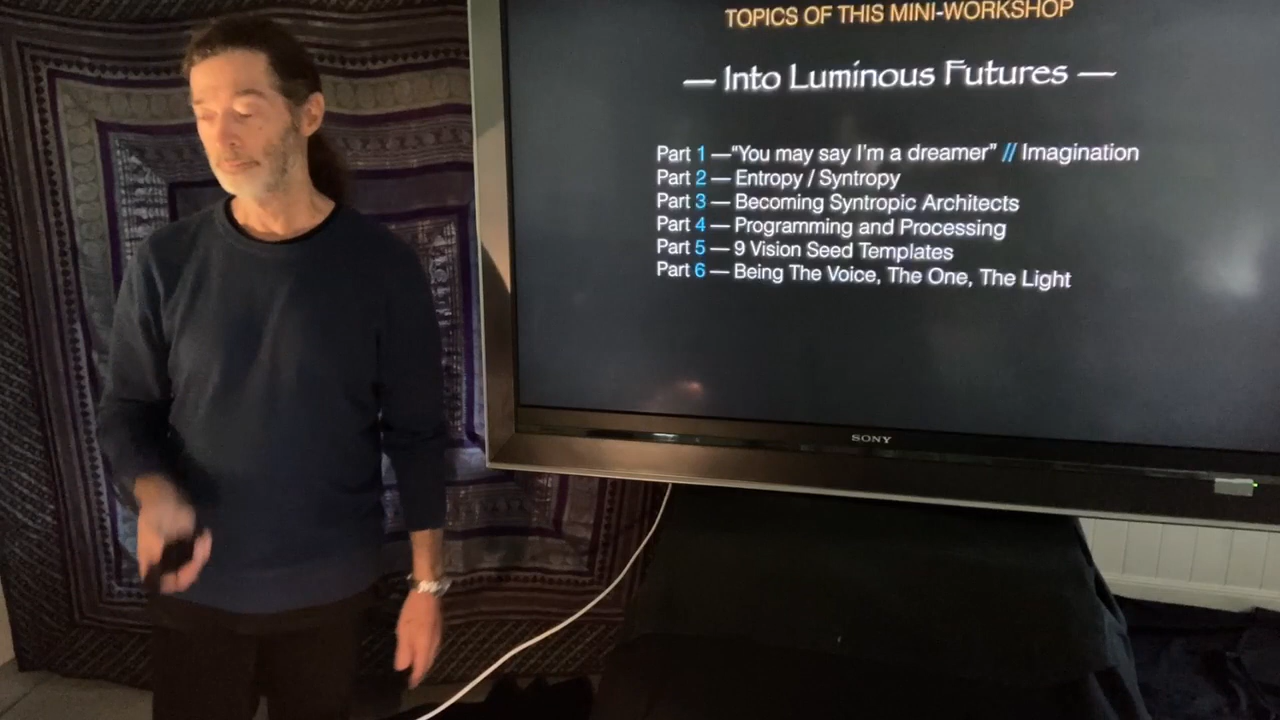 TOPICS OF THIS MINI-WORKSHOP
— Into Luminous Futures —
Part 1 —“You may say I'm a dreamer” // Imagination
Part 2 — Entropy / Syntropy
Part 3 — Becoming Syntropic Architects
Part 4 — Programming and Processing
Part 5 — 9 Vision Seed Templates
Part 6 — Being The Voice, The One, The Light
SONY